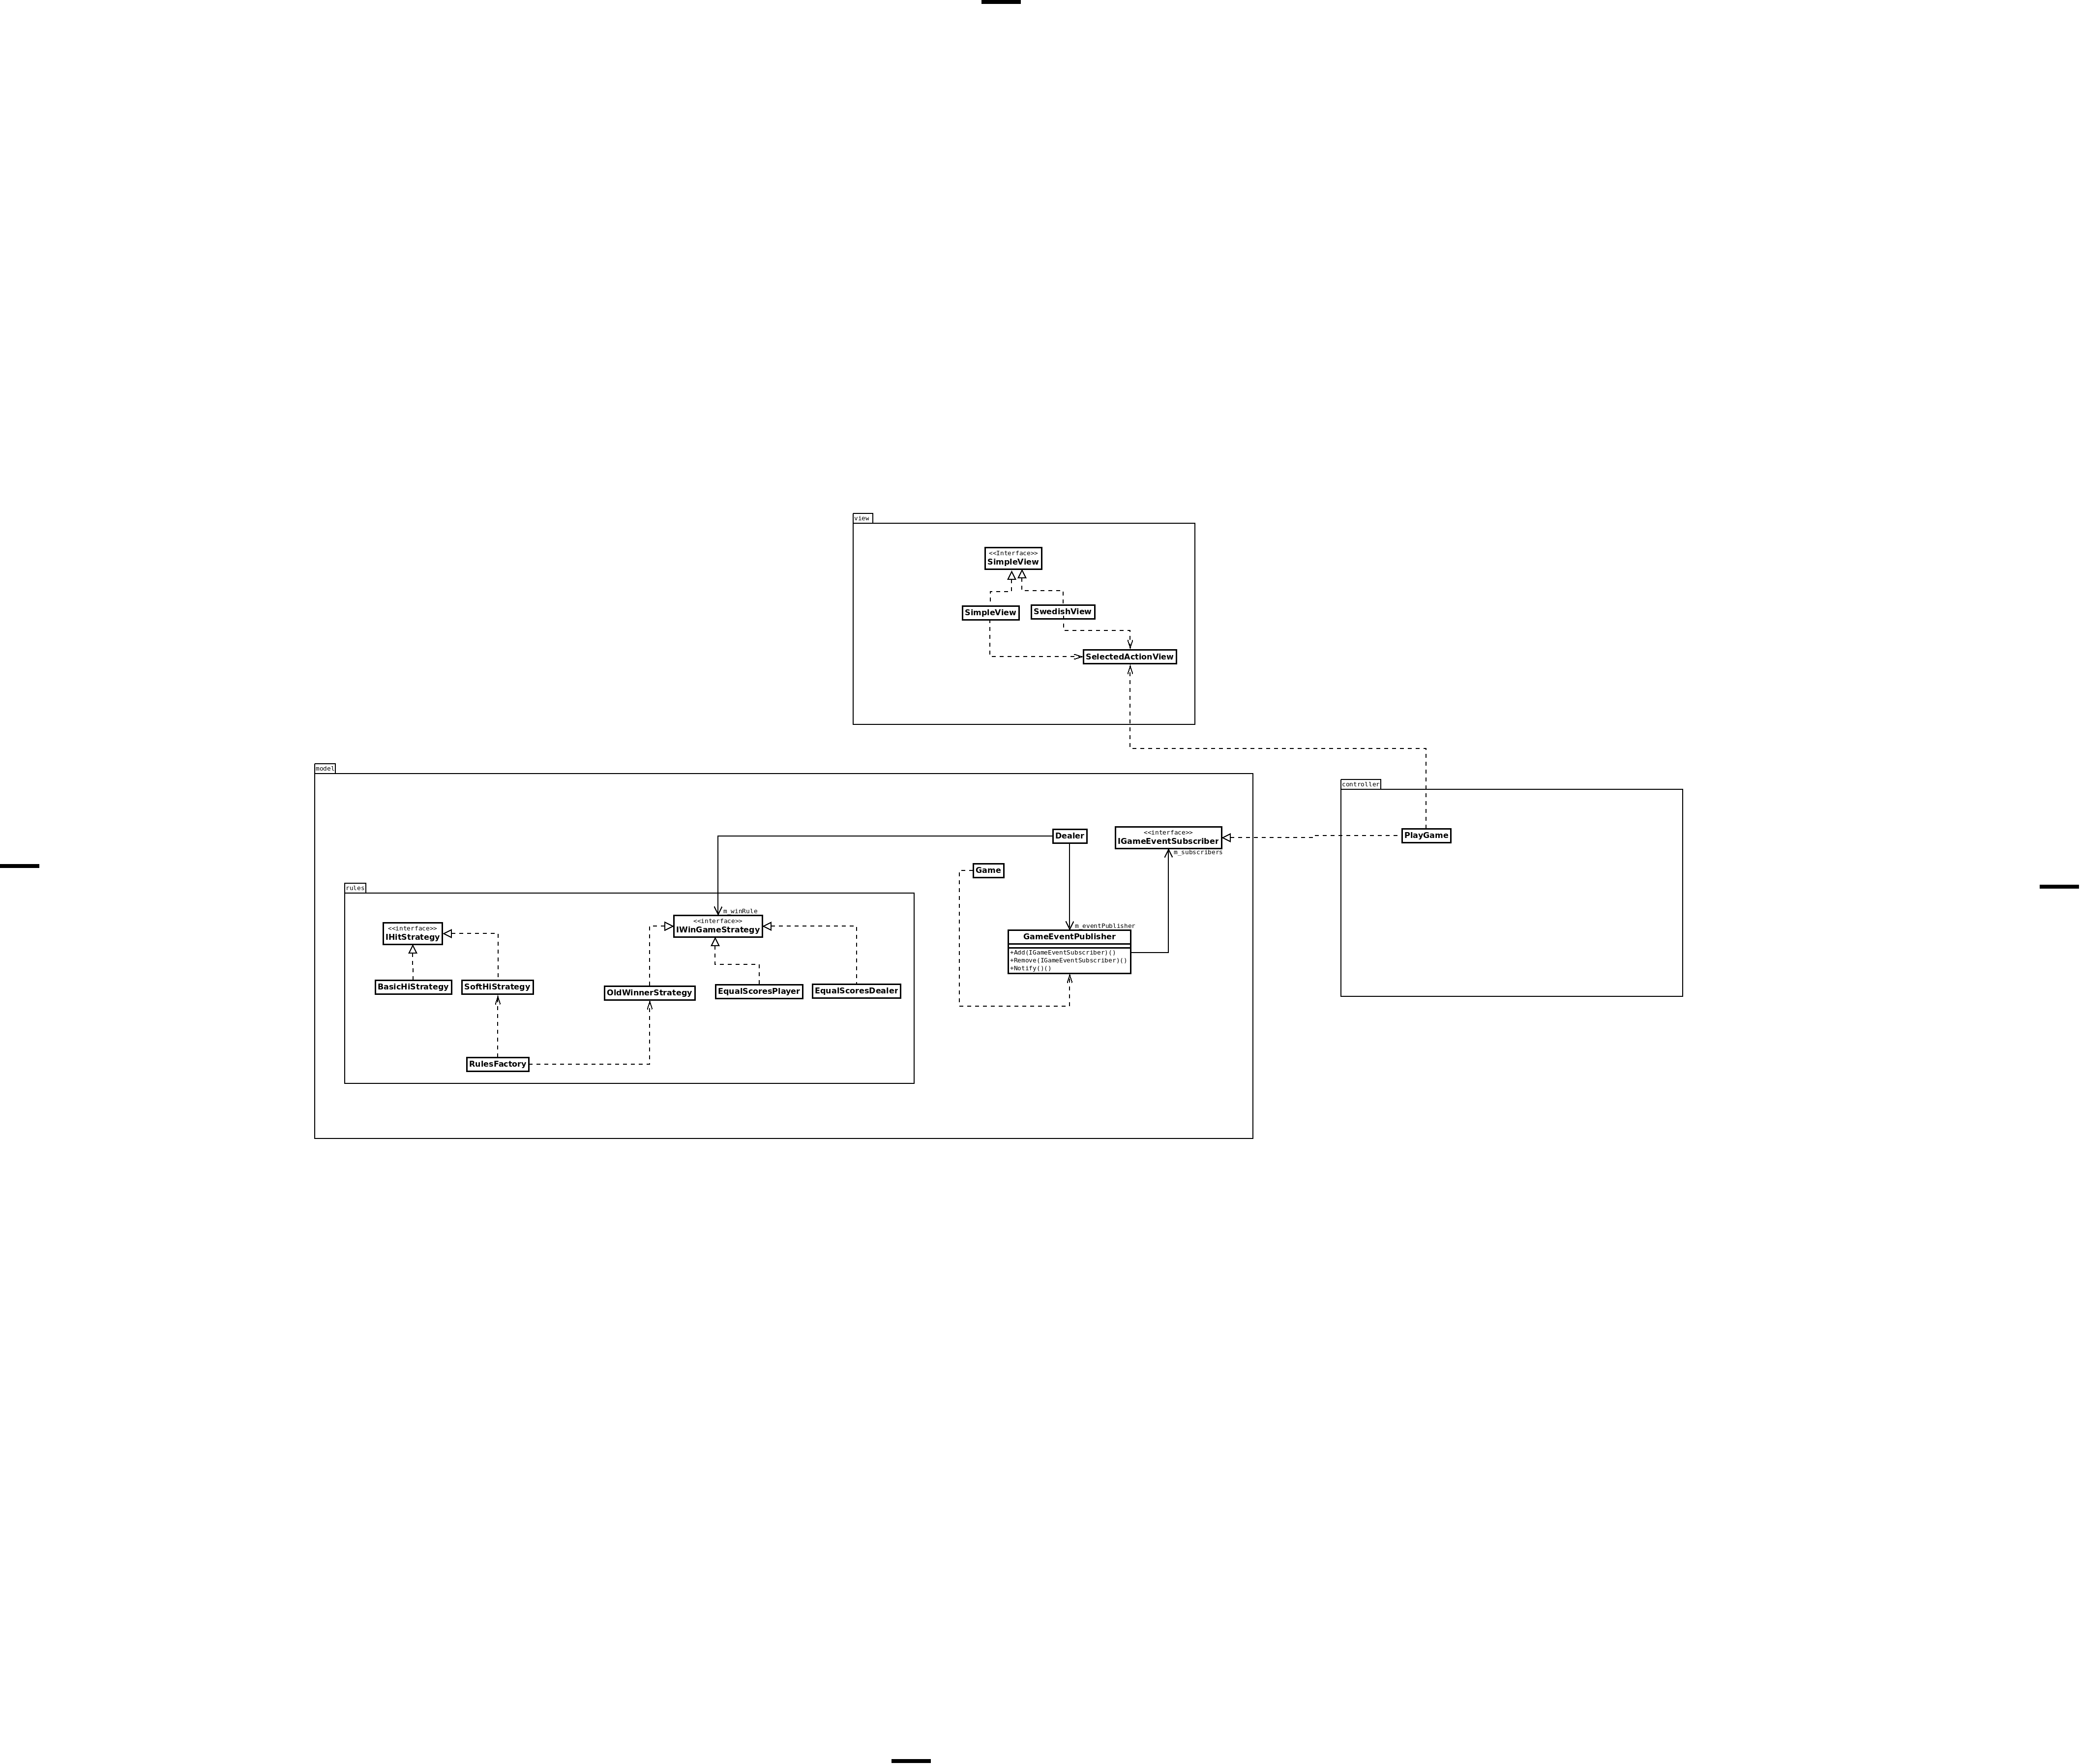 view
<<Interface>>
SimpleView
SimpleView
SwedishView
SelectedActionView
model
controller
Dealer
<<interface>>
IGameEventSubscriber
m_subscribers
PlayGame
Game
rules
m_winRule
<<interface>>
IWinGameStrategy
<<interface>>
IHitStrategy
m_eventPublisher
GameEventPublisher
+Add(IGameEventSubscriber)()
+Remove(IGameEventSubscriber)()
+Notify()()
BasicHiStrategy
SoftHiStrategy
OldWinnerStrategy
EqualScoresPlayer
EqualScoresDealer
RulesFactory